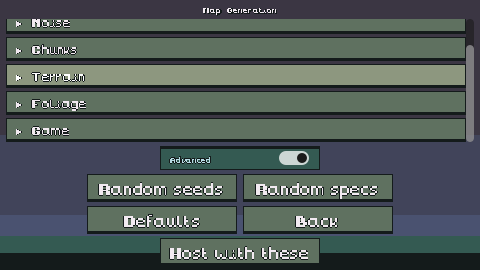 Map Generation
Noise
Chunks
Terrain
Foliage
Game
Advanced
Random seeds
Random specs
Defaults
Back
Host with these